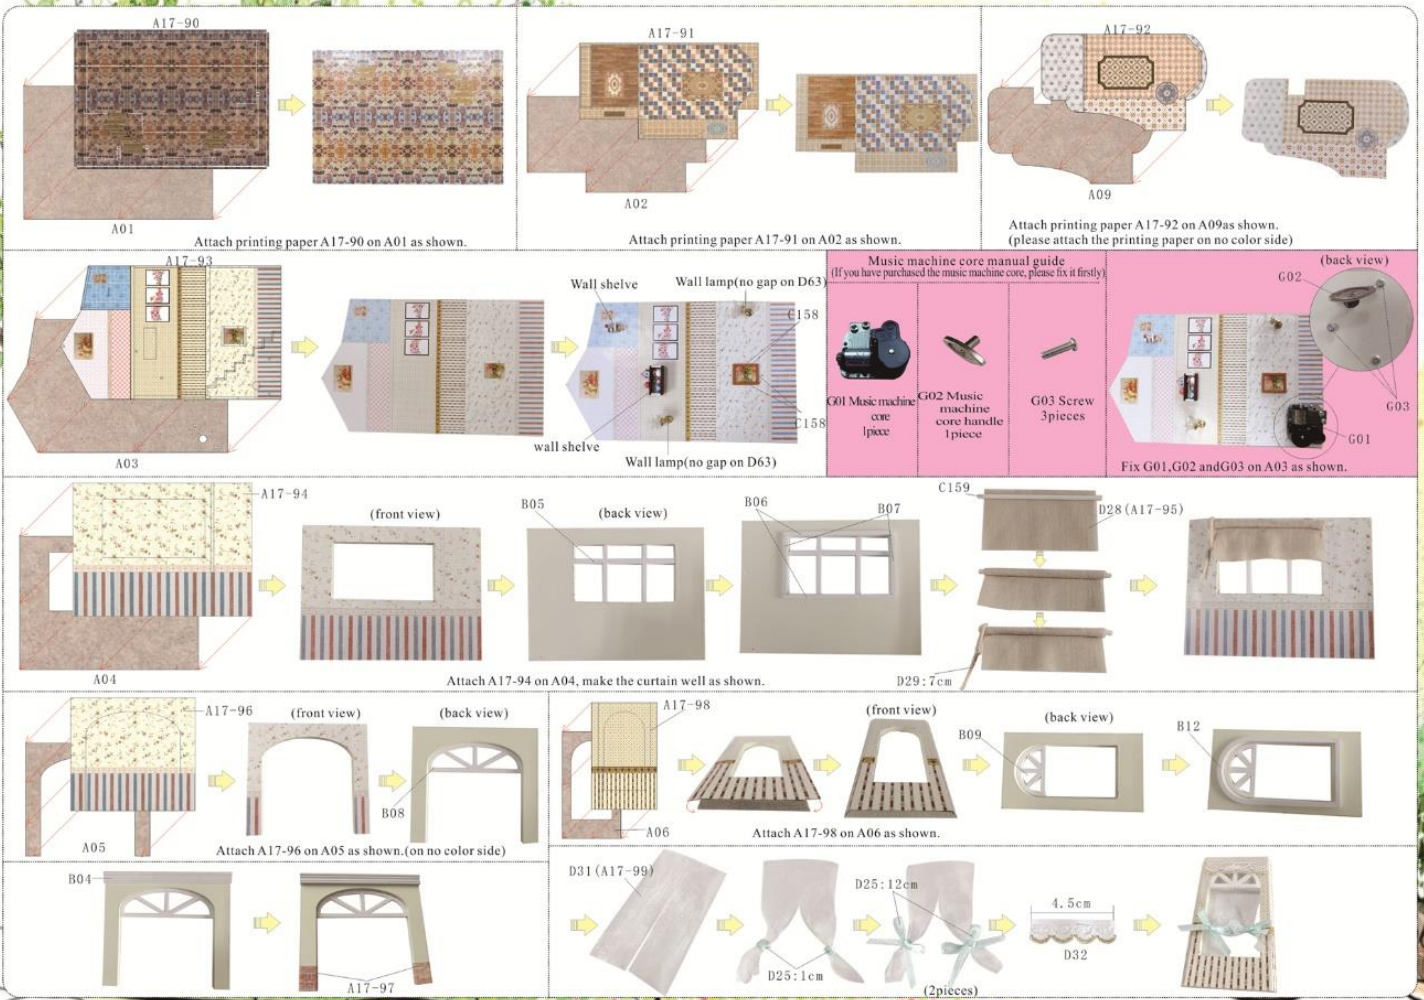 A17-90
A01
Attach printing paper A17-90 on A01 as shown.
A17-91
A02
Attach printing paper A17-91 on A02 as shown.
A17-92
A09
Attach printing paper A17-92 on A09as shown.
(please attach the printing paper on no color side)
A17-93
A03
Wall shelve
Wall lamp(no gap on D63)
C158
C158
wall shelve
Wall lamp(no gap on D63)
Music machine core manual guide
(If you have purchased the music machine core, please fix it firstly)
G01 Music machine
core
1piece
G02 Music
machine
core handle
1piece
G03 Screw
3pieces
(back view)
G02
G03
G01
Fix G01,G02 andG03 on A03 as shown.
A17-94
A04
(front view)
B05
(back view)
B06
B07
C159
D28(A17-95)
D29:7cm
Attach A17-94 on A04, make the curtain well as shown.
A17-96
A05
(front view)
(back view)
B08
Attach A17-96 on A05 as shown.(on no color side)
A17-98
A06
(front view)
(back view)
B09
B12
Attach A17-98 on A06 as shown.
B04
A17-97
D31(A17-99)
D25:1cm
D25:12cm
(2pieces)
4.5cm
D32